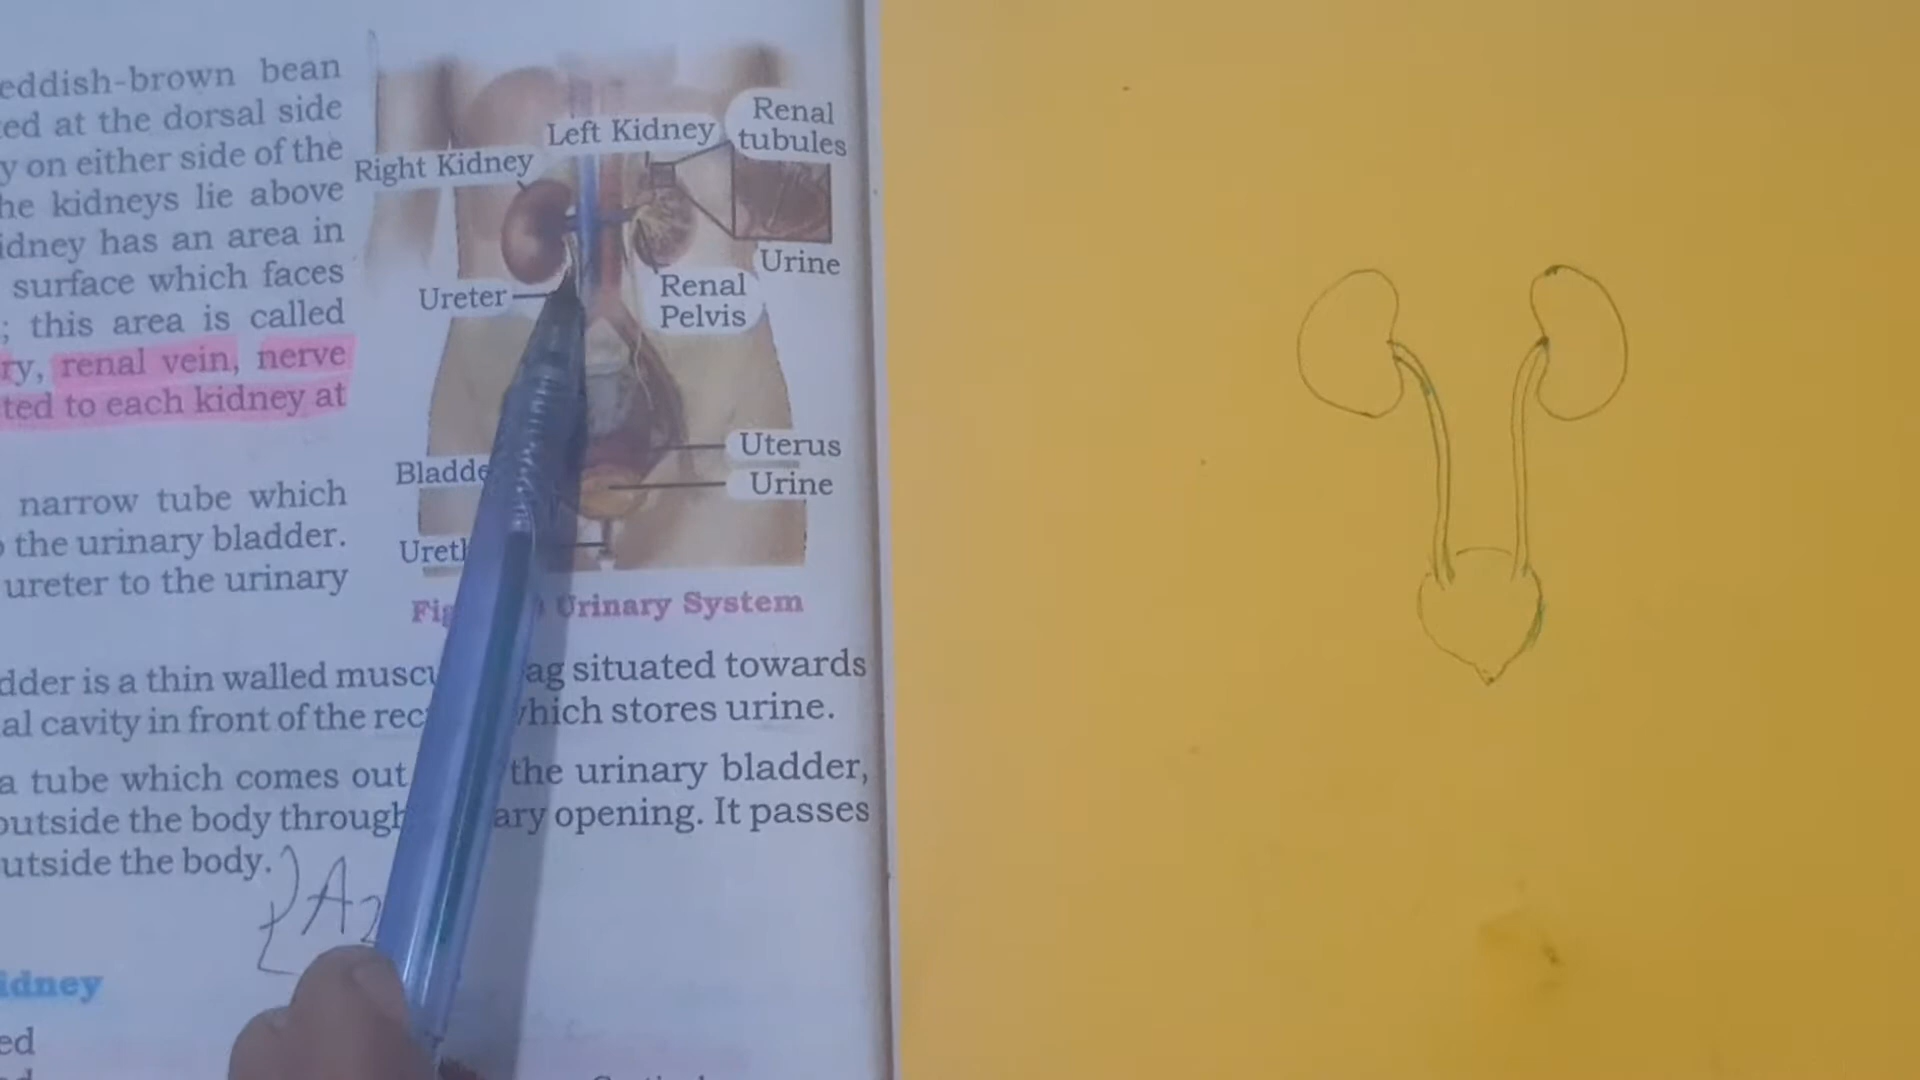 eddish-brown bean
ed at the dorsal side
y on either side of the
he kidneys lie above
idney has an area in
surface which faces
; this area is called
ry, renal vein, nerve
ted to each kidney at
narrow tube which
the urinary bladder.
ureter to the urinary
Left Kidney
Renal
tubules
Right Kidney
Urine
Ureter
Renal
Pelvis
Uterus
Bladde
Urine
Uret
Urinary System
dder is a thin walled muscu ag situated towards
al cavity in front of the rec which stores urine.
a tube which comes out the urinary bladder,
outside the body through ary opening. It passes
outside the body.
A2
idney
ed